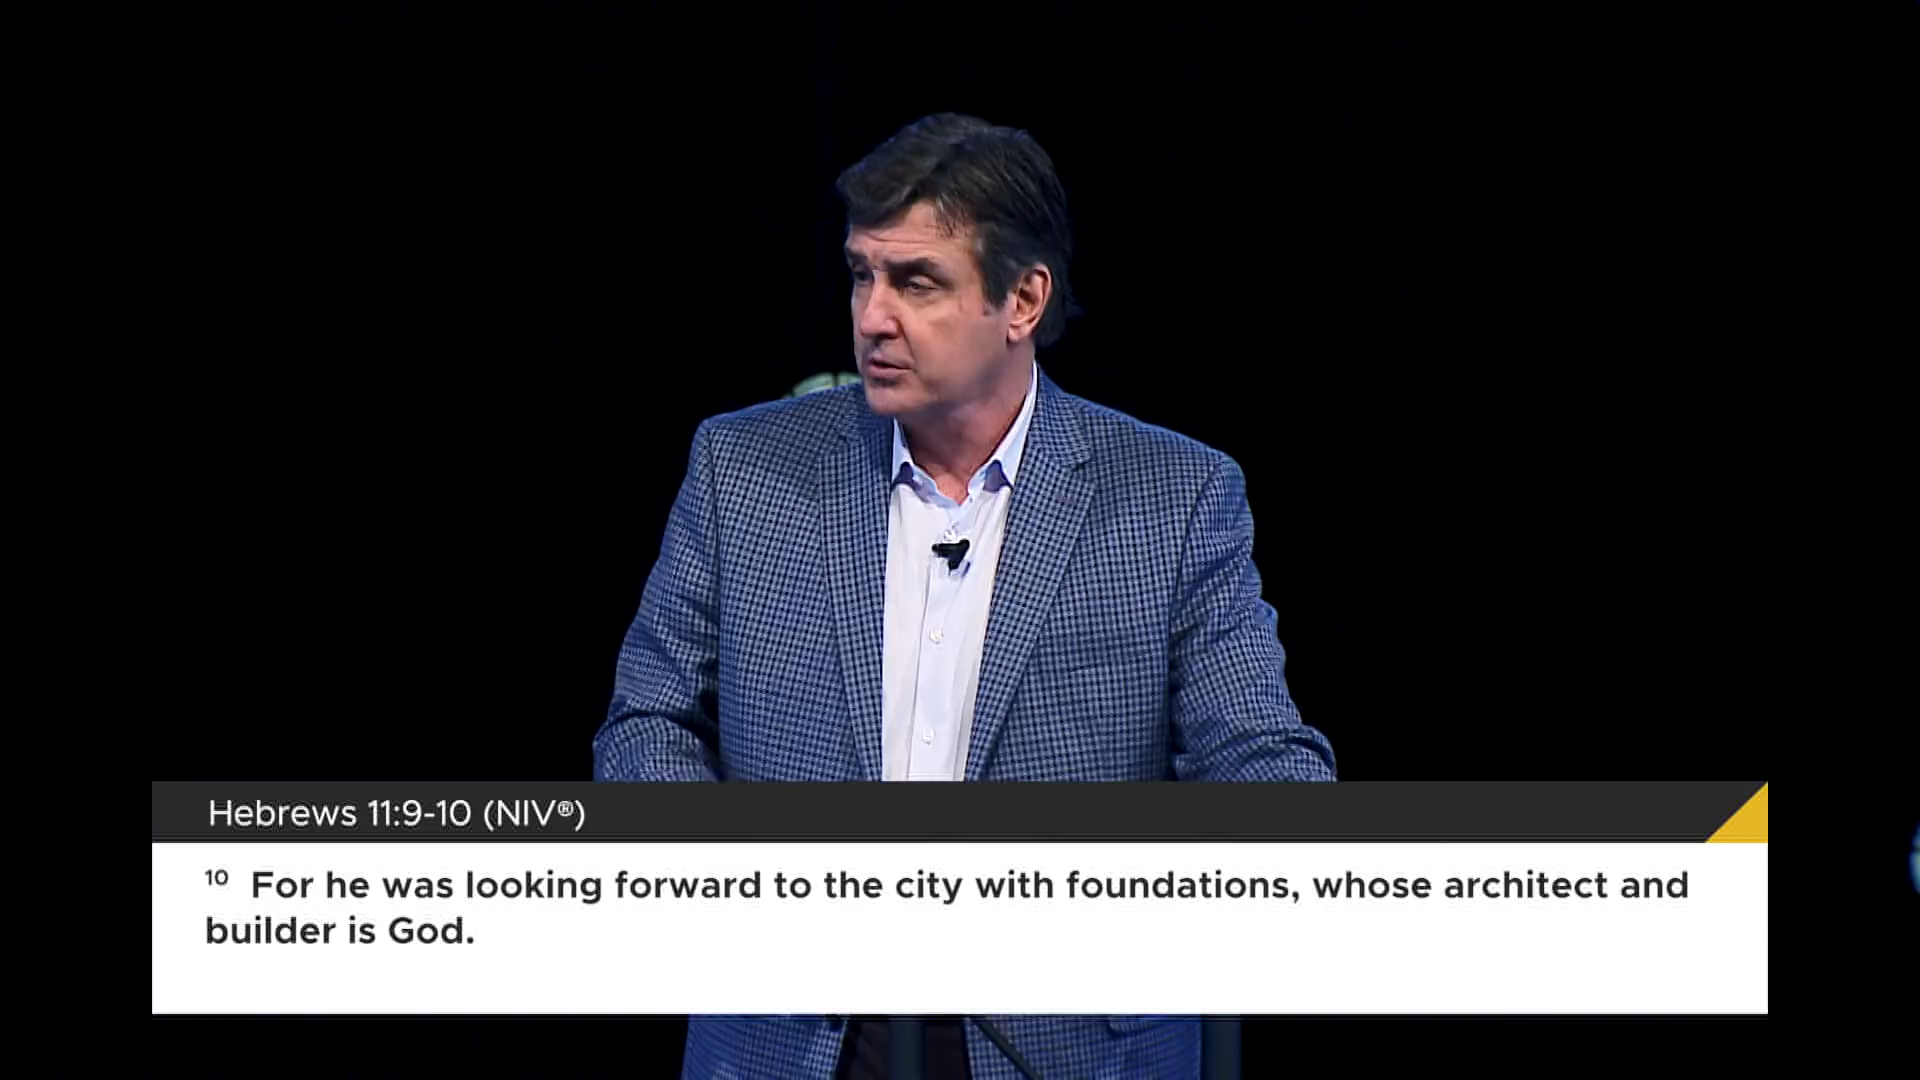 Hebrews 11:9-10 (NIV®)
10 For he was looking forward to the city with foundations, whose architect and
builder is God.